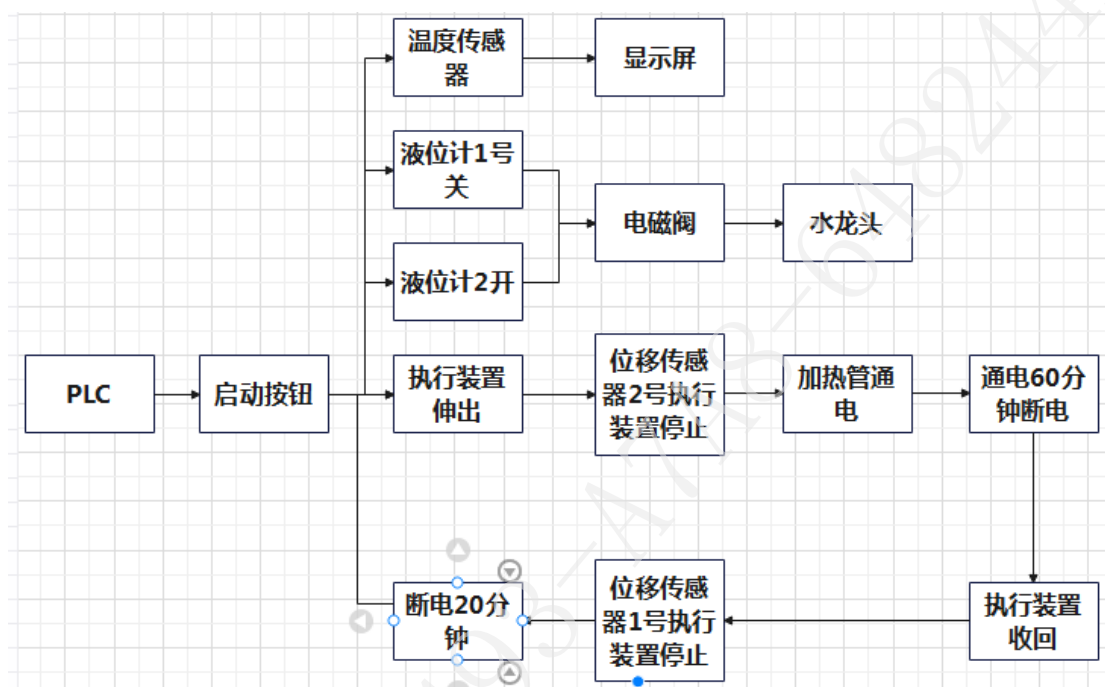 温度传感
器
显示屏
液位计1号
关
电磁阀
水龙头
液位计2开
PLC
启动按钮
执行装置
伸出
位移传感
器2号执行
装置停止
加热管通
电
通电60分
钟断电
断电20分
钟
位移传感
器1号执行
装置停止
执行装置
收回